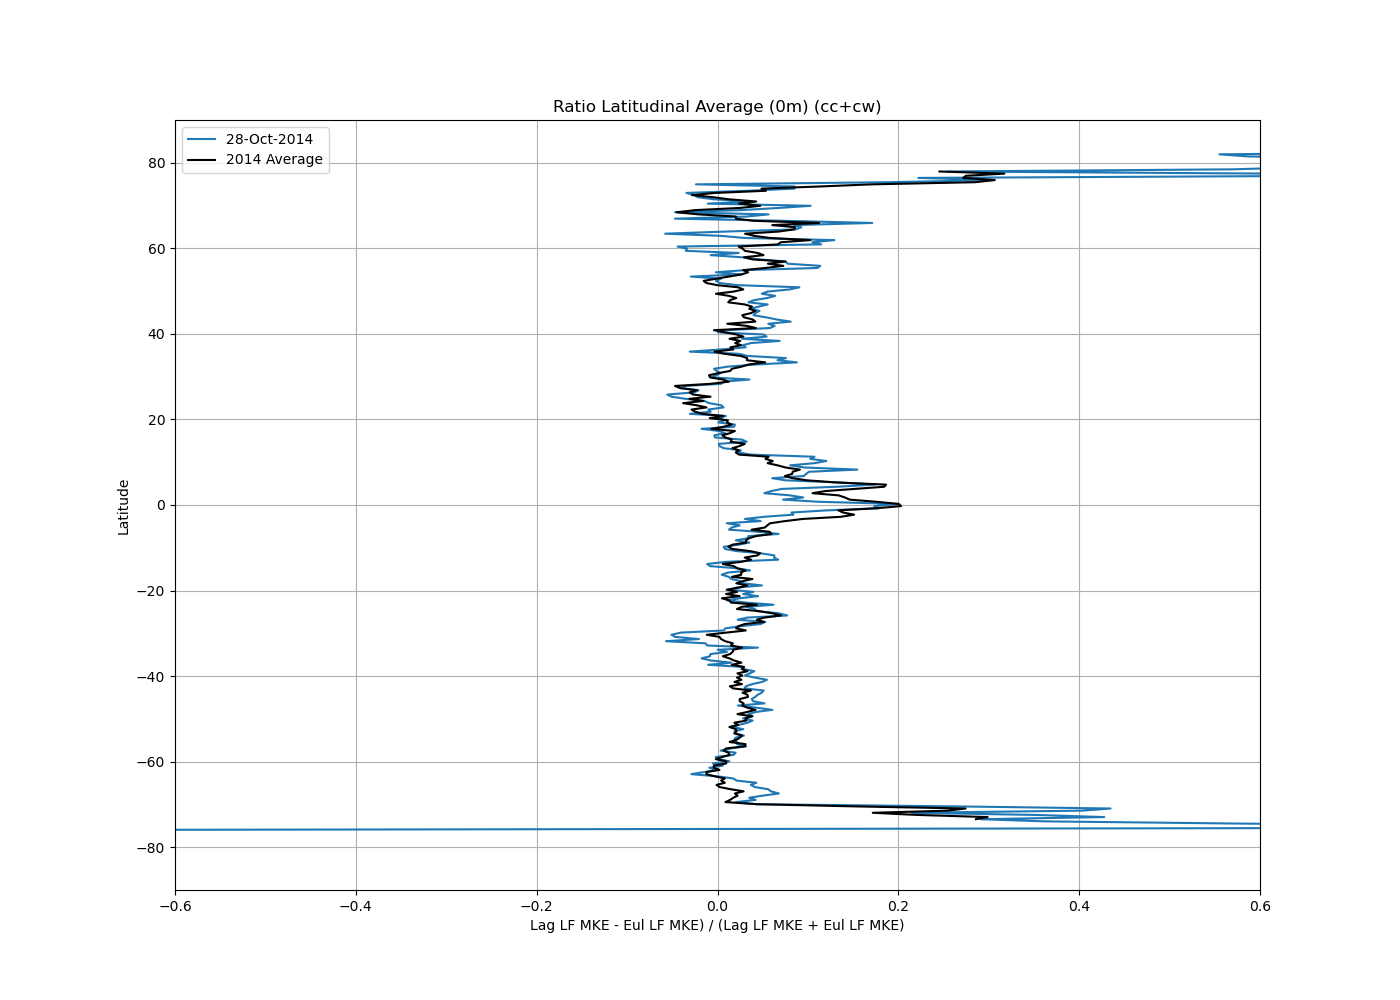 Ratio Latitudinal Average (0m) (cc+cw)
28-Oct-2014
2014 Average
80
60
40
20
0
−20
−40
−60
−80
Latitude
−0.6 −0.4 −0.2 0.0 0.2 0.4 0.6
Lag LF MKE - Eul LF MKE) / (Lag LF MKE + Eul LF MKE)